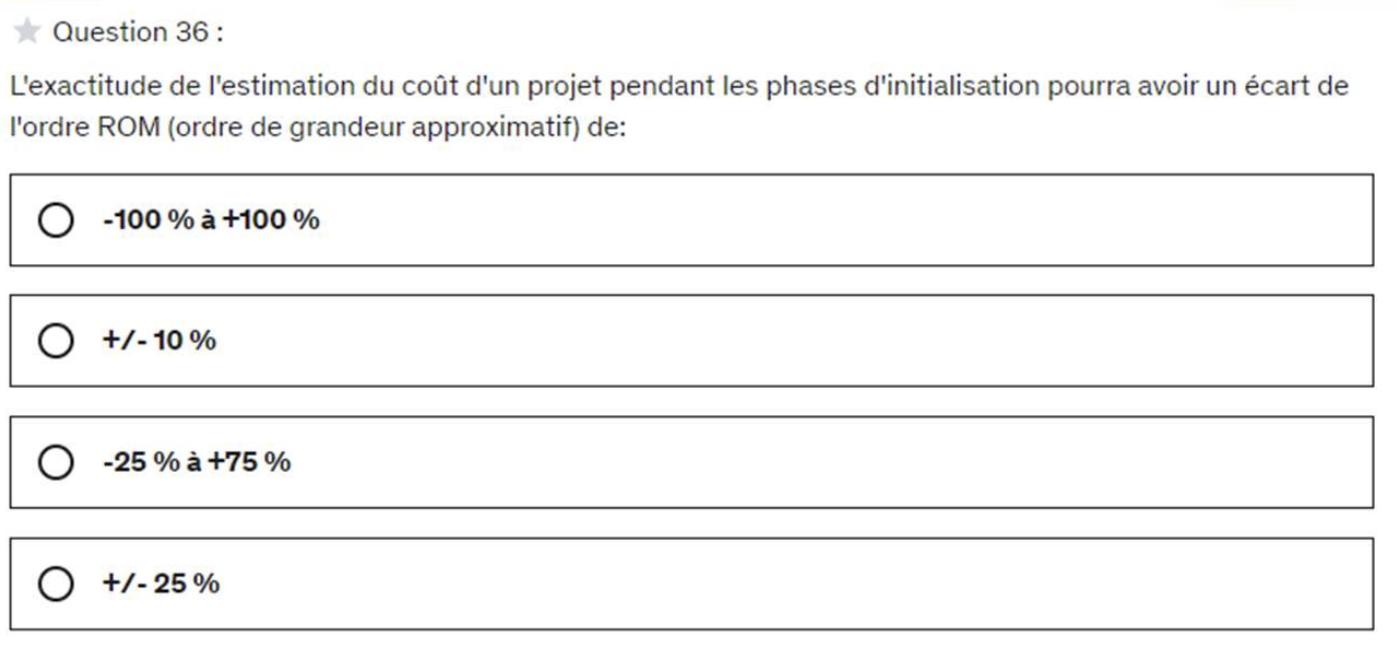 Question 36 :
L'exactitude de l'estimation du coût d'un projet pendant les phases d'initialisation pourra avoir un écart de
l'ordre ROM (ordre de grandeur approximatif) de:
-100 % à +100 %
+/- 10 %
-25 % à +75 %
+/- 25 %